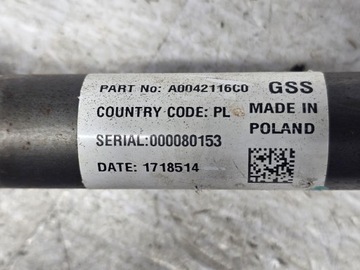 PART No: A0042116C0 GSS
COUNTRY CODE: PL MADE IN
POLAND
SERIAL:000080153
DATE: 1718514